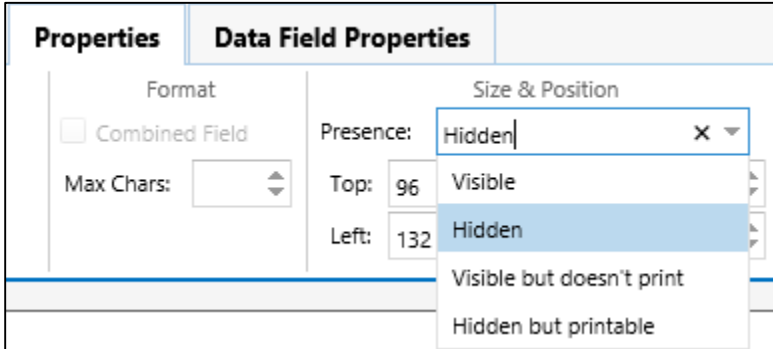 Properties Data Field Properties
Format Size & Position
Combined Field Presence: Hidden
Max Chars: Top: 96 Visible
Left: 132 Hidden
Visible but doesn't print
Hidden but printable